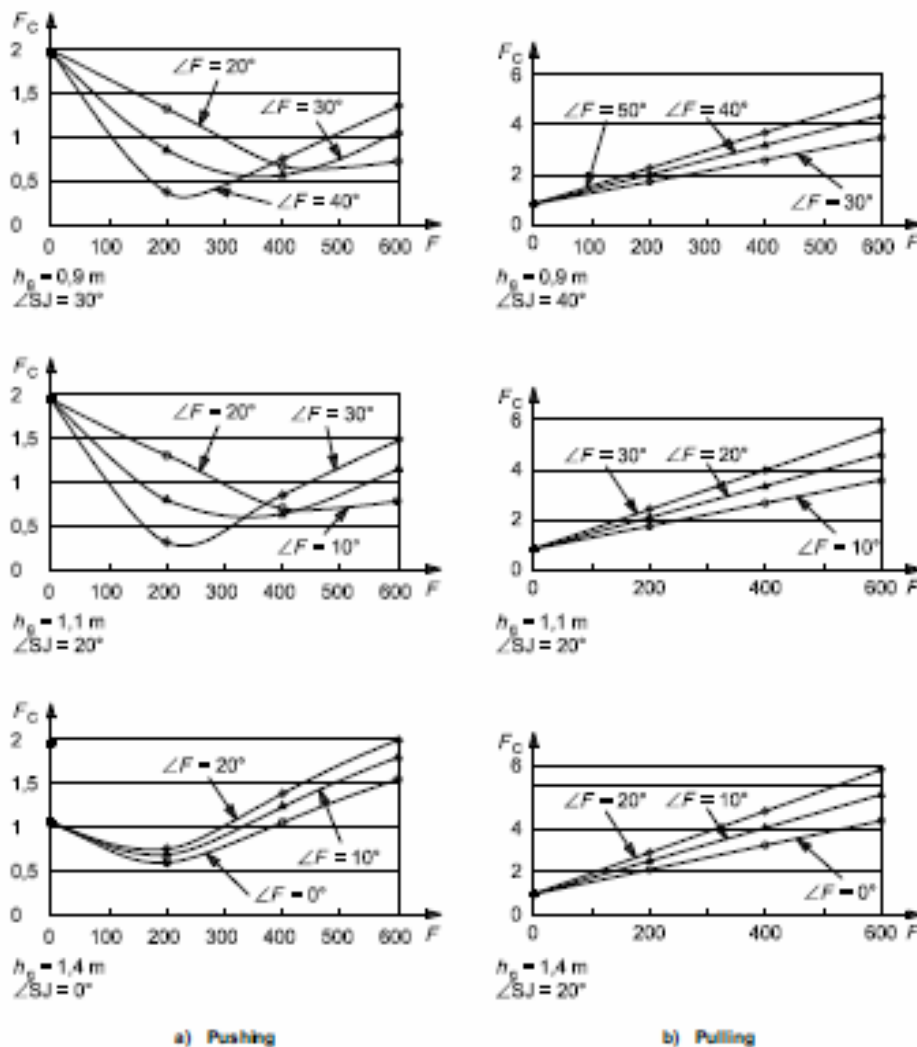 F_C
2
1,5
1
0,5
0
∠F = 20°
∠F = 30°
∠F = 40°
0 100 200 300 400 500 600 F
h_g = 0,9 m
∠SJ = 30°
F_C
6
4
2
0
∠F = 50°
∠F = 40°
∠F = 30°
0 100 200 300 400 500 600 F
h_g = 0,9 m
∠SJ = 40°
F_C
2
1,5
1
0,5
0
∠F = 20°
∠F = 30°
∠F = 10°
0 100 200 300 400 500 600 F
h_g = 1,1 m
∠SJ = 20°
F_C
6
4
2
0
∠F = 30°
∠F = 20°
∠F = 10°
0 200 400 600 F
h_g = 1,1 m
∠SJ = 20°
F_C
2
1,5
1
0,5
0
∠F = 20°
∠F = 10°
∠F = 0°
0 100 200 300 400 500 600 F
h_g = 1,4 m
∠SJ = 0°
F_C
6
4
2
0
∠F = 20°
∠F = 10°
∠F = 0°
0 200 400 600 F
h_g = 1,4 m
∠SJ = 20°
a) Pushing
b) Pulling